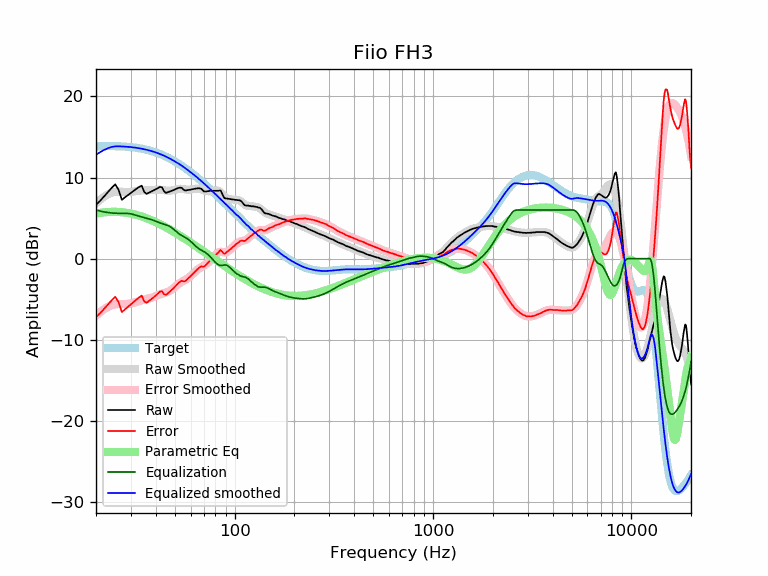 Fiio FH3
Amplitude (dBr)
20
10
0
−10
−20
−30
Target
Raw Smoothed
Error Smoothed
Raw
Error
Parametric Eq
Equalization
Equalized smoothed
100
1000
10000
Frequency (Hz)